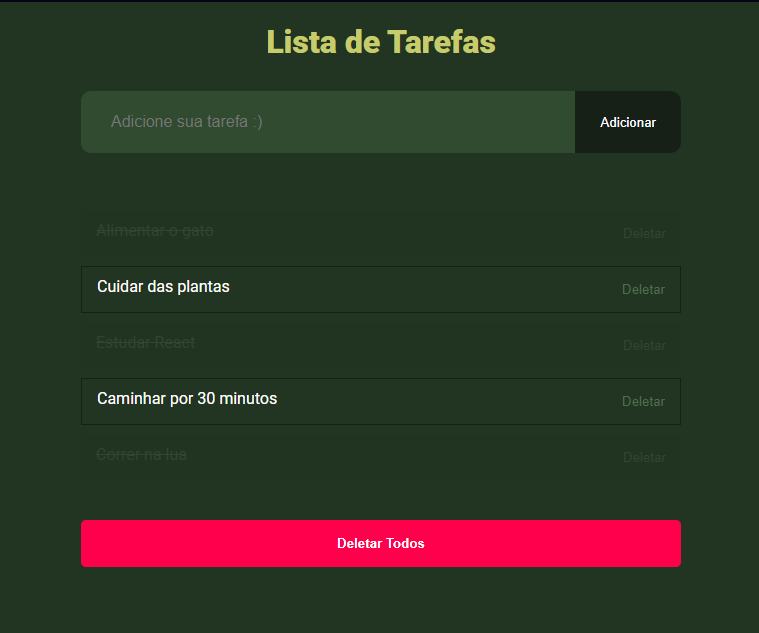 Lista de Tarefas
Adicione sua tarefa :)
Adicionar
Alimentar o gato
Deletar
Cuidar das plantas
Deletar
Estudar React
Deletar
Caminhar por 30 minutos
Deletar
Correr na lua
Deletar
Deletar Todos